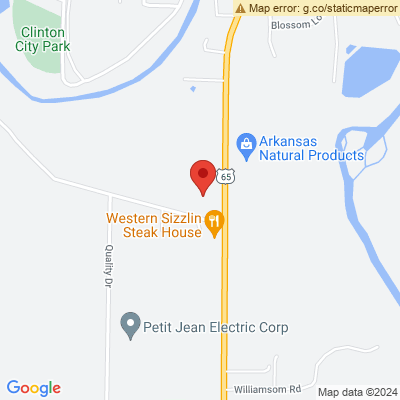 Map error: g.co/staticmaperror
Clinton
City Park
Blossom Lo
Arkansas
Natural Products
65
Western Sizzlin
Steak House
Quality Dr
Petit Jean Electric Corp
Williamsom Rd
Google
Map data ©2024